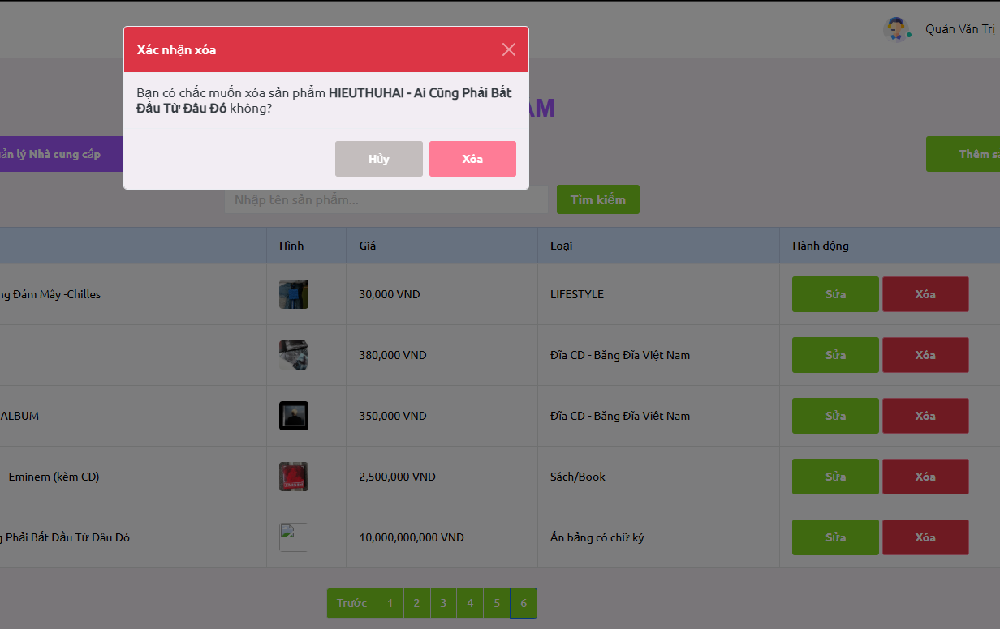 Quản Văn Trị
Xác nhận xóa
Bạn có chắc muốn xóa sản phẩm HIEUTHUHAI - Ai Cũng Phải Bắt
Đầu Từ Đâu Đó không?
Hủy
Xóa
ản lý Nhà cung cấp
Thêm sả
Nhập tên sản phẩm...
Tìm kiếm
Hình
Giá
Loại
Hành động
ng Đám Mây -Chilles
30,000 VND
LIFESTYLE
Sửa
Xóa
380,000 VND
Đĩa CD - Băng Đĩa Việt Nam
Sửa
Xóa
ALBUM
350,000 VND
Đĩa CD - Băng Đĩa Việt Nam
Sửa
Xóa
- Eminem (kèm CD)
2,500,000 VND
Sách/Book
Sửa
Xóa
g Phải Bắt Đầu Từ Đâu Đó
10,000,000,000 VND
Ấn bảng có chữ ký
Sửa
Xóa
Trước
1
2
3
4
5
6